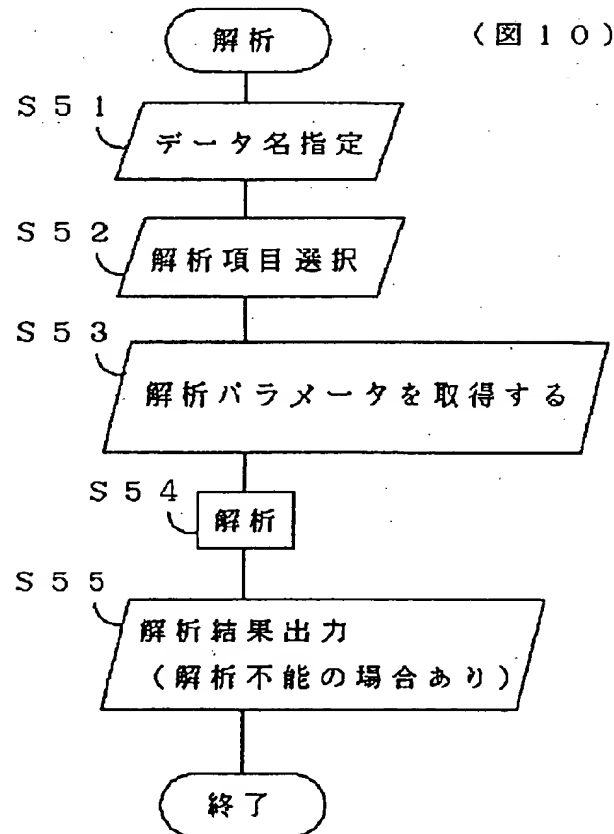 解析
（図１０）
Ｓ５１
データ名指定
Ｓ５２
解析項目選択
Ｓ５３
解析パラメータを取得する
Ｓ５４
解析
Ｓ５５
解析結果出力
（解析不能の場合あり）
終了